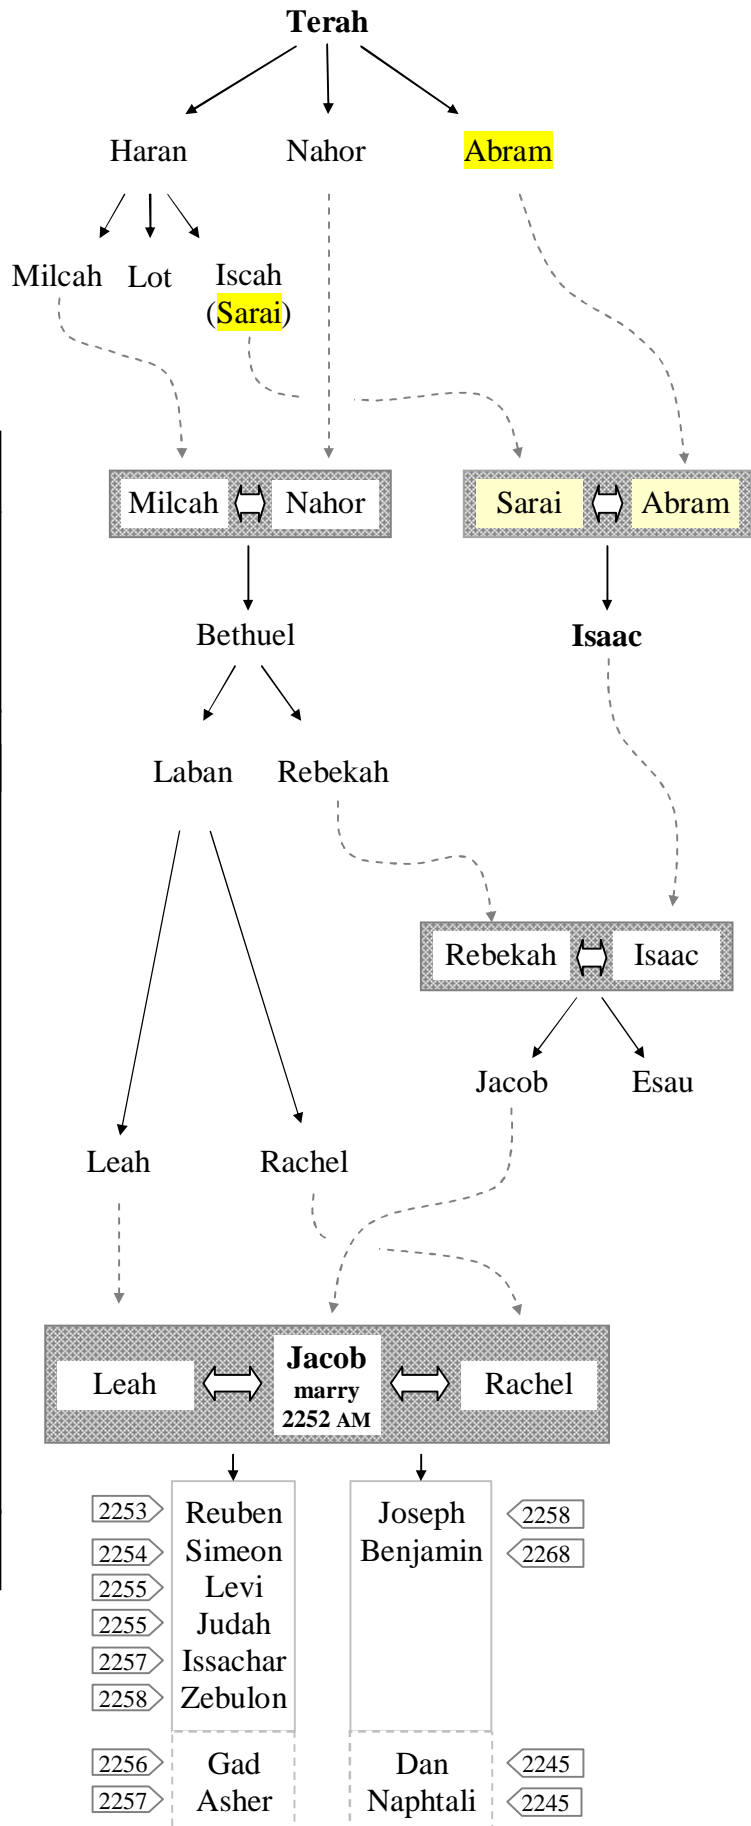 Terah
Haran Nahor Abram
Milcah Lot Iscah
(Sarai)
Milcah Nahor Sarai Abram
Bethuel Isaac
Laban Rebekah
Rebekah Isaac
Jacob Esau
Leah Rachel
Leah Jacob Rachel
marry
2252 AM
2253 Reuben Joseph 2258
2254 Simeon Benjamin 2268
2255 Levi
2255 Judah
2257 Issachar
2258 Zebulon
2256 Gad Dan 2245
2257 Asher Naphtali 2245